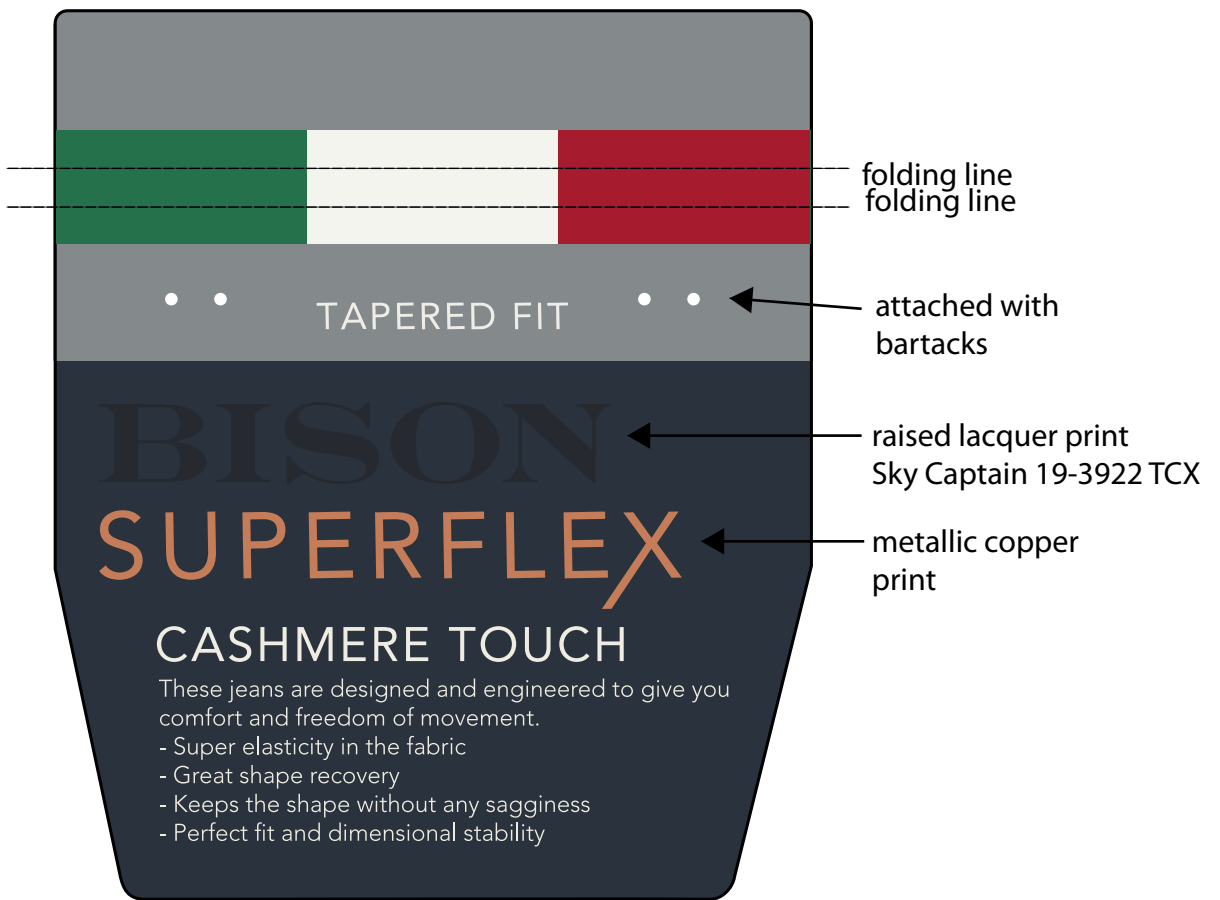 folding line
folding line
TAPERED FIT
attached with
bartacks
BISON
raised lacquer print
Sky Captain 19-3922 TCX
SUPERFLEX
metallic copper
print
CASHMERE TOUCH
These jeans are designed and engineered to give you
comfort and freedom of movement.
- Super elasticity in the fabric
- Great shape recovery
- Keeps the shape without any sagginess
- Perfect fit and dimensional stability